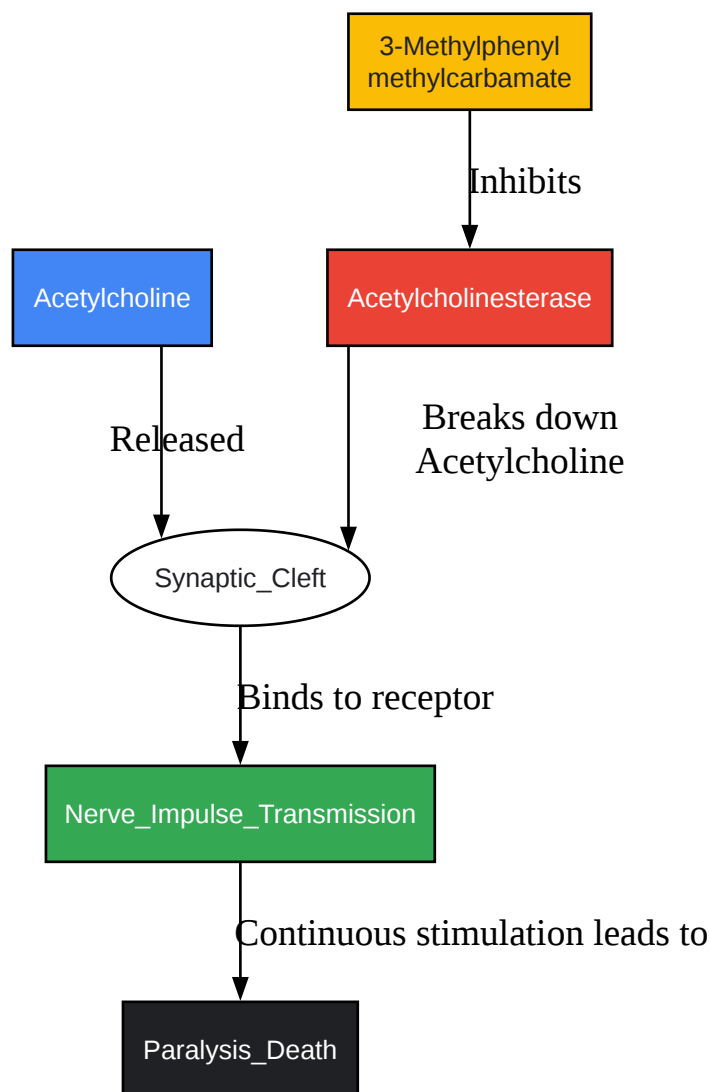 3-Methylphenyl
methylcarbamate
Inhibits
Acetylcholine
Acetylcholinesterase
Released
Breaks down
Acetylcholine
Synaptic_Cleft
Binds to receptor
Nerve_Impulse_Transmission
Continuous stimulation leads to
Paralysis_Death